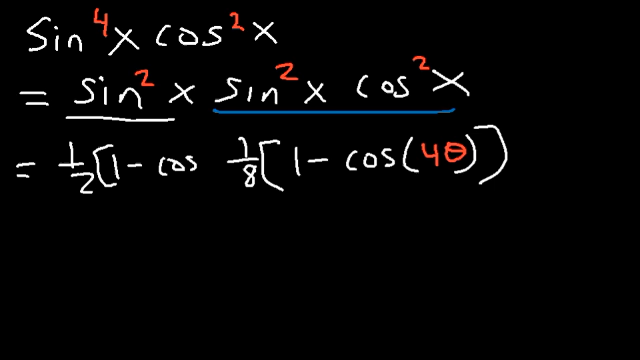 sin⁴x cos²x
= sin²x sin²x cos²x
= 1/2[1 - cos 1/8[1 - cos(4θ)]